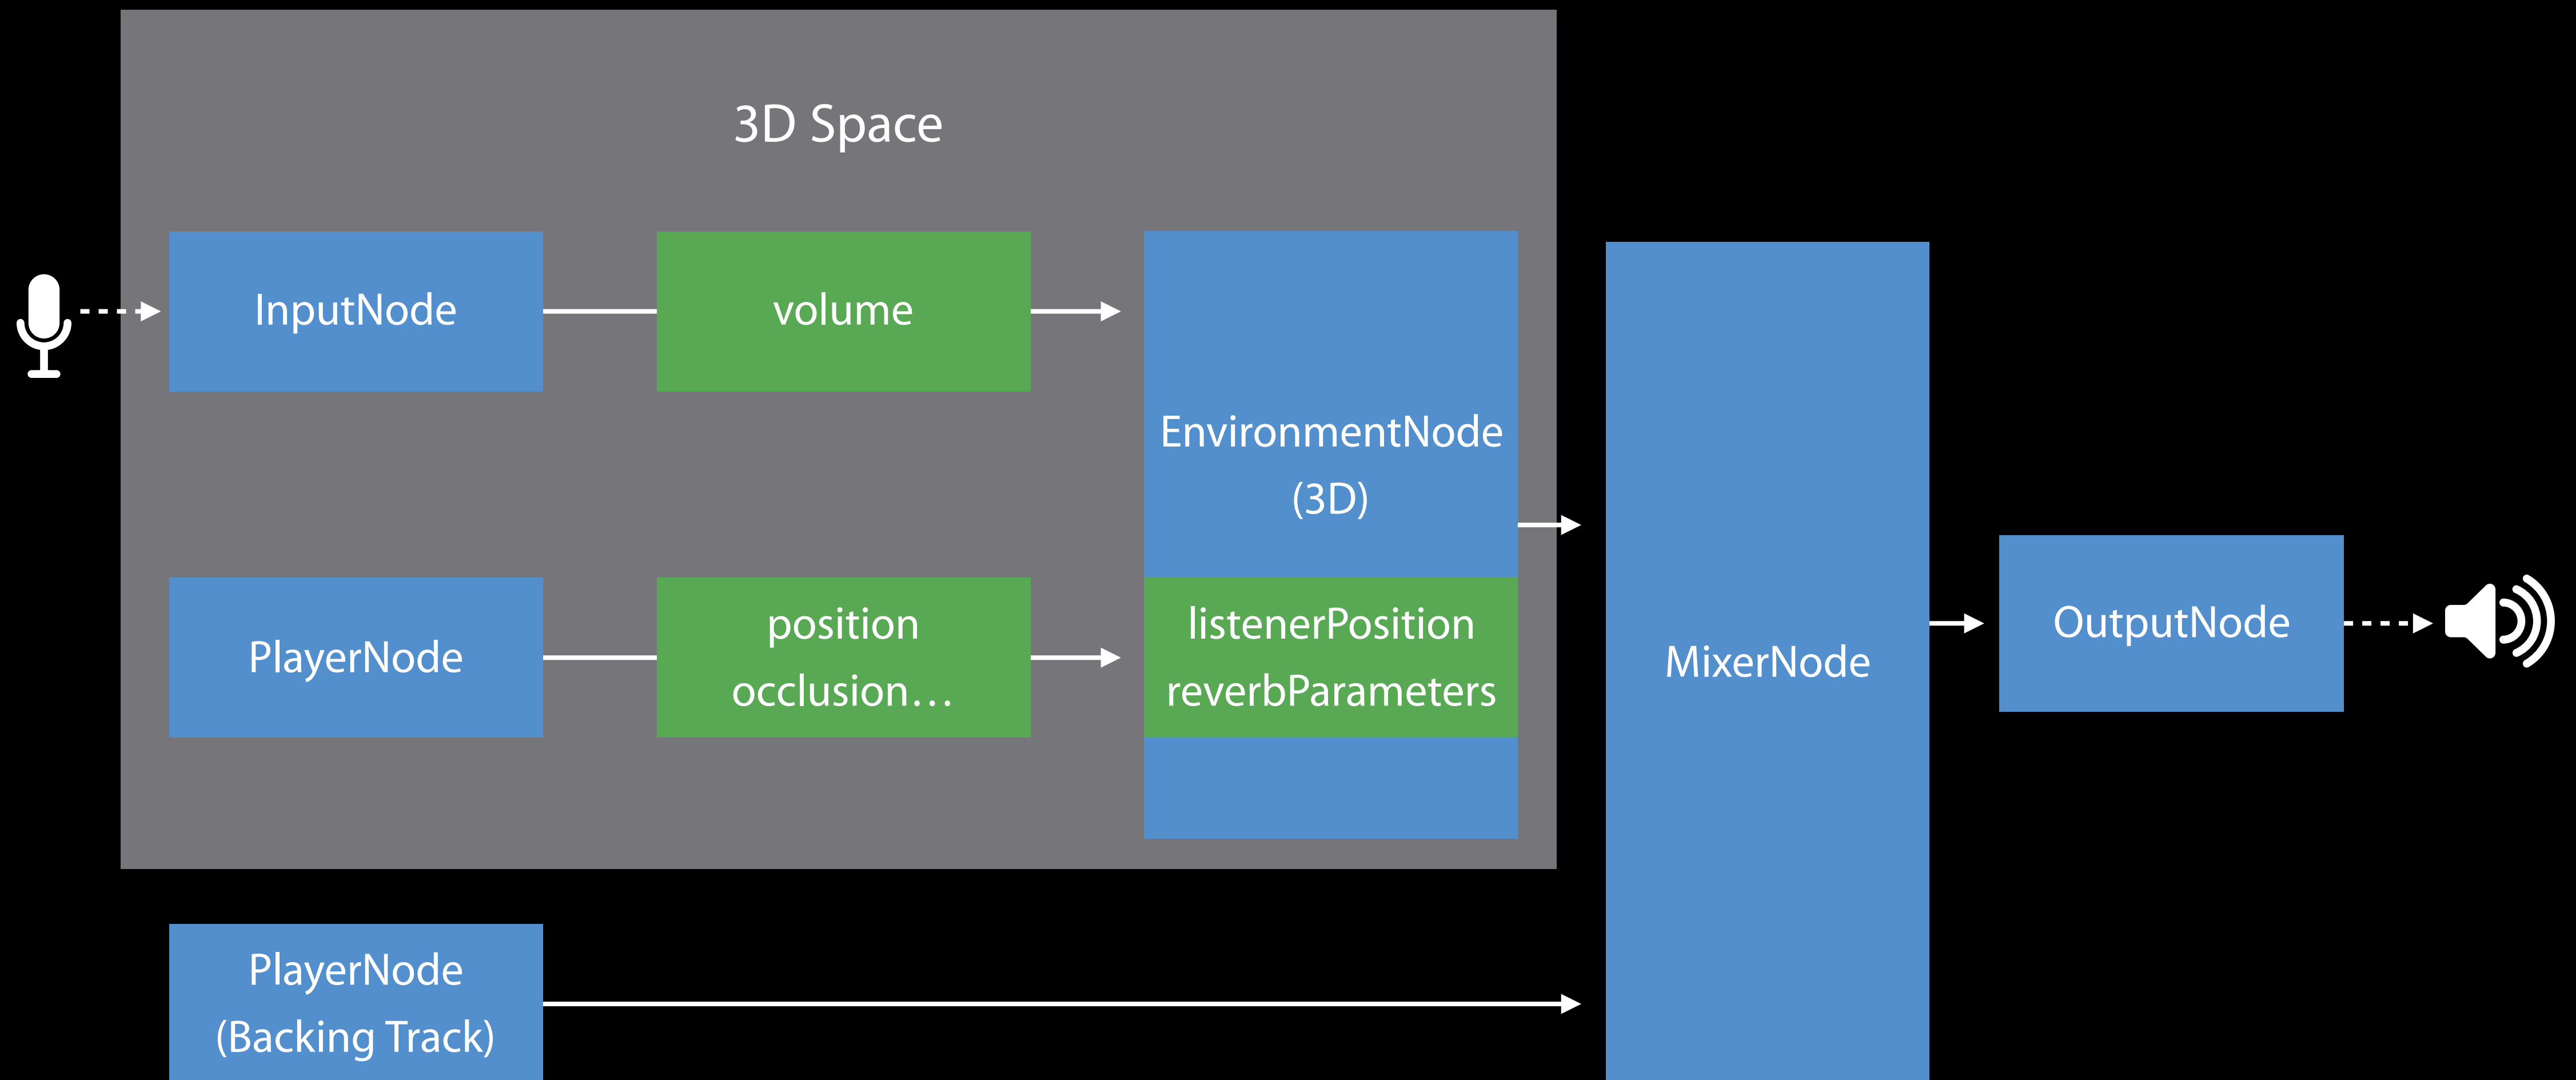 3D Space
InputNode
volume
EnvironmentNode
(3D)
PlayerNode
position
occlusion…
listenerPosition
reverbParameters
MixerNode
OutputNode
PlayerNode
(Backing Track)